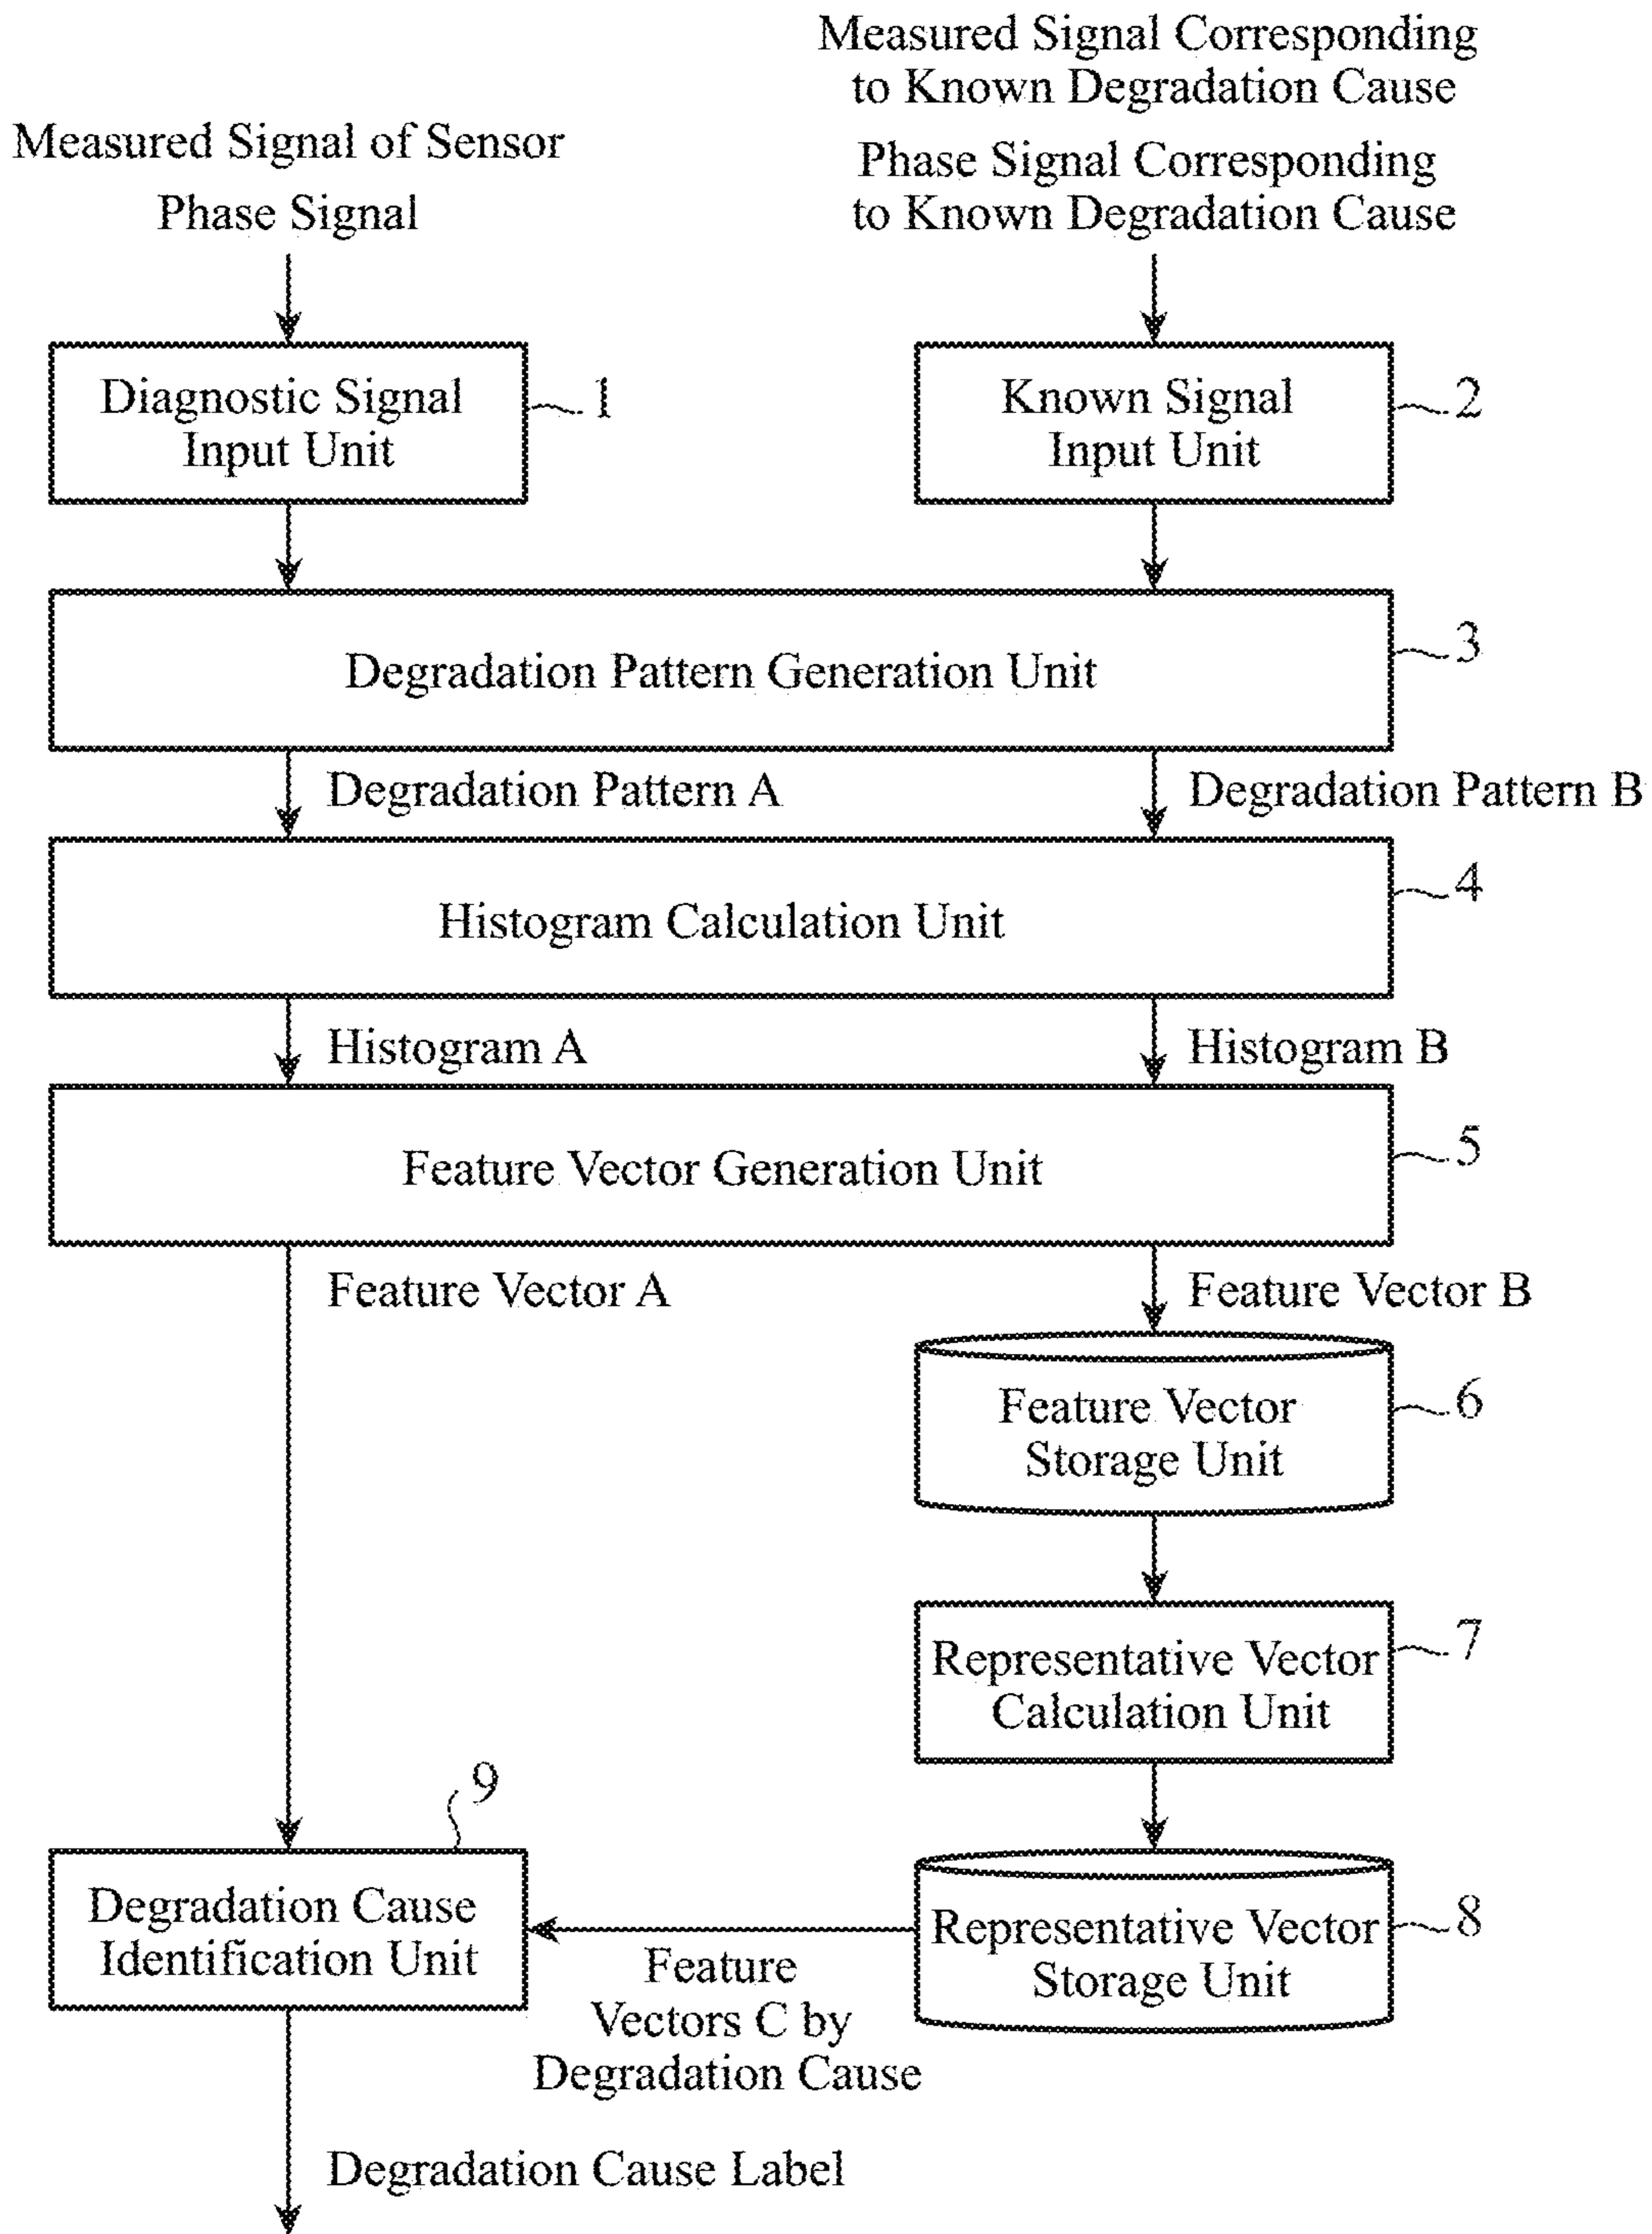 Measured Signal Corresponding
to Known Degradation Cause
Measured Signal of Sensor
Phase Signal
Phase Signal Corresponding
to Known Degradation Cause
Diagnostic Signal
Input Unit
1
Known Signal
Input Unit
2
Degradation Pattern Generation Unit
3
Degradation Pattern A
Degradation Pattern B
Histogram Calculation Unit
4
Histogram A
Histogram B
Feature Vector Generation Unit
5
Feature Vector A
Feature Vector B
Feature Vector
Storage Unit
6
Representative Vector
Calculation Unit
7
9
Degradation Cause
Identification Unit
Representative Vector
Storage Unit
8
Feature
Vectors C by
Degradation Cause
Degradation Cause Label